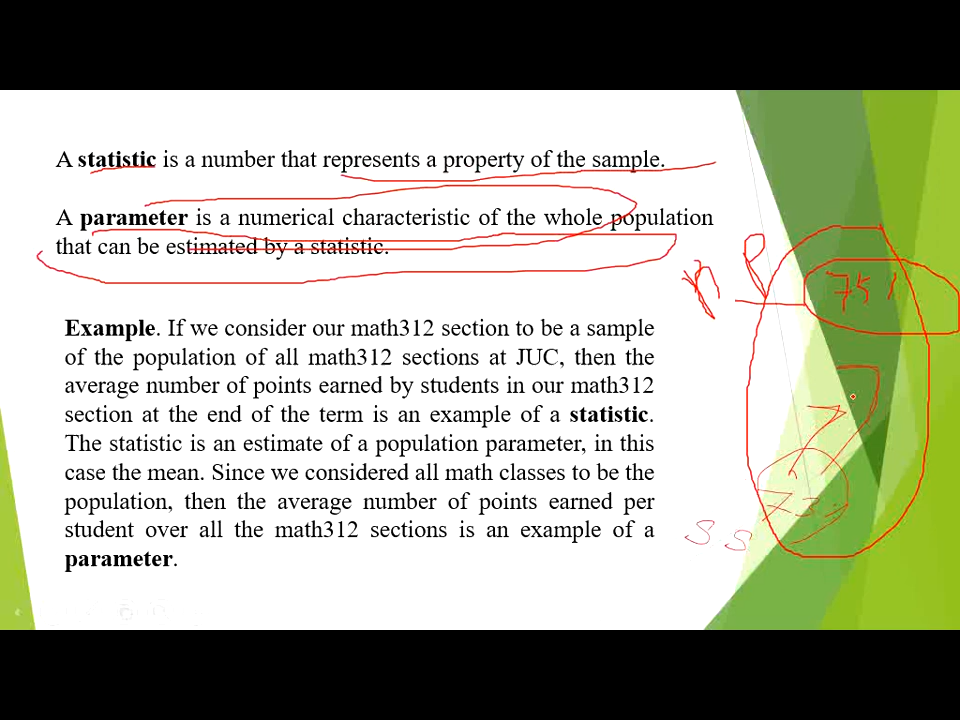 A statistic is a number that represents a property of the sample.
A parameter is a numerical characteristic of the whole population
that can be estimated by a statistic.
P
75
Example. If we consider our math312 section to be a sample
of the population of all math312 sections at JUC, then the
average number of points earned by students in our math312
section at the end of the term is an example of a statistic.
The statistic is an estimate of a population parameter, in this
case the mean. Since we considered all math classes to be the
population, then the average number of points earned per
student over all the math312 sections is an example of a
parameter.
73
S S